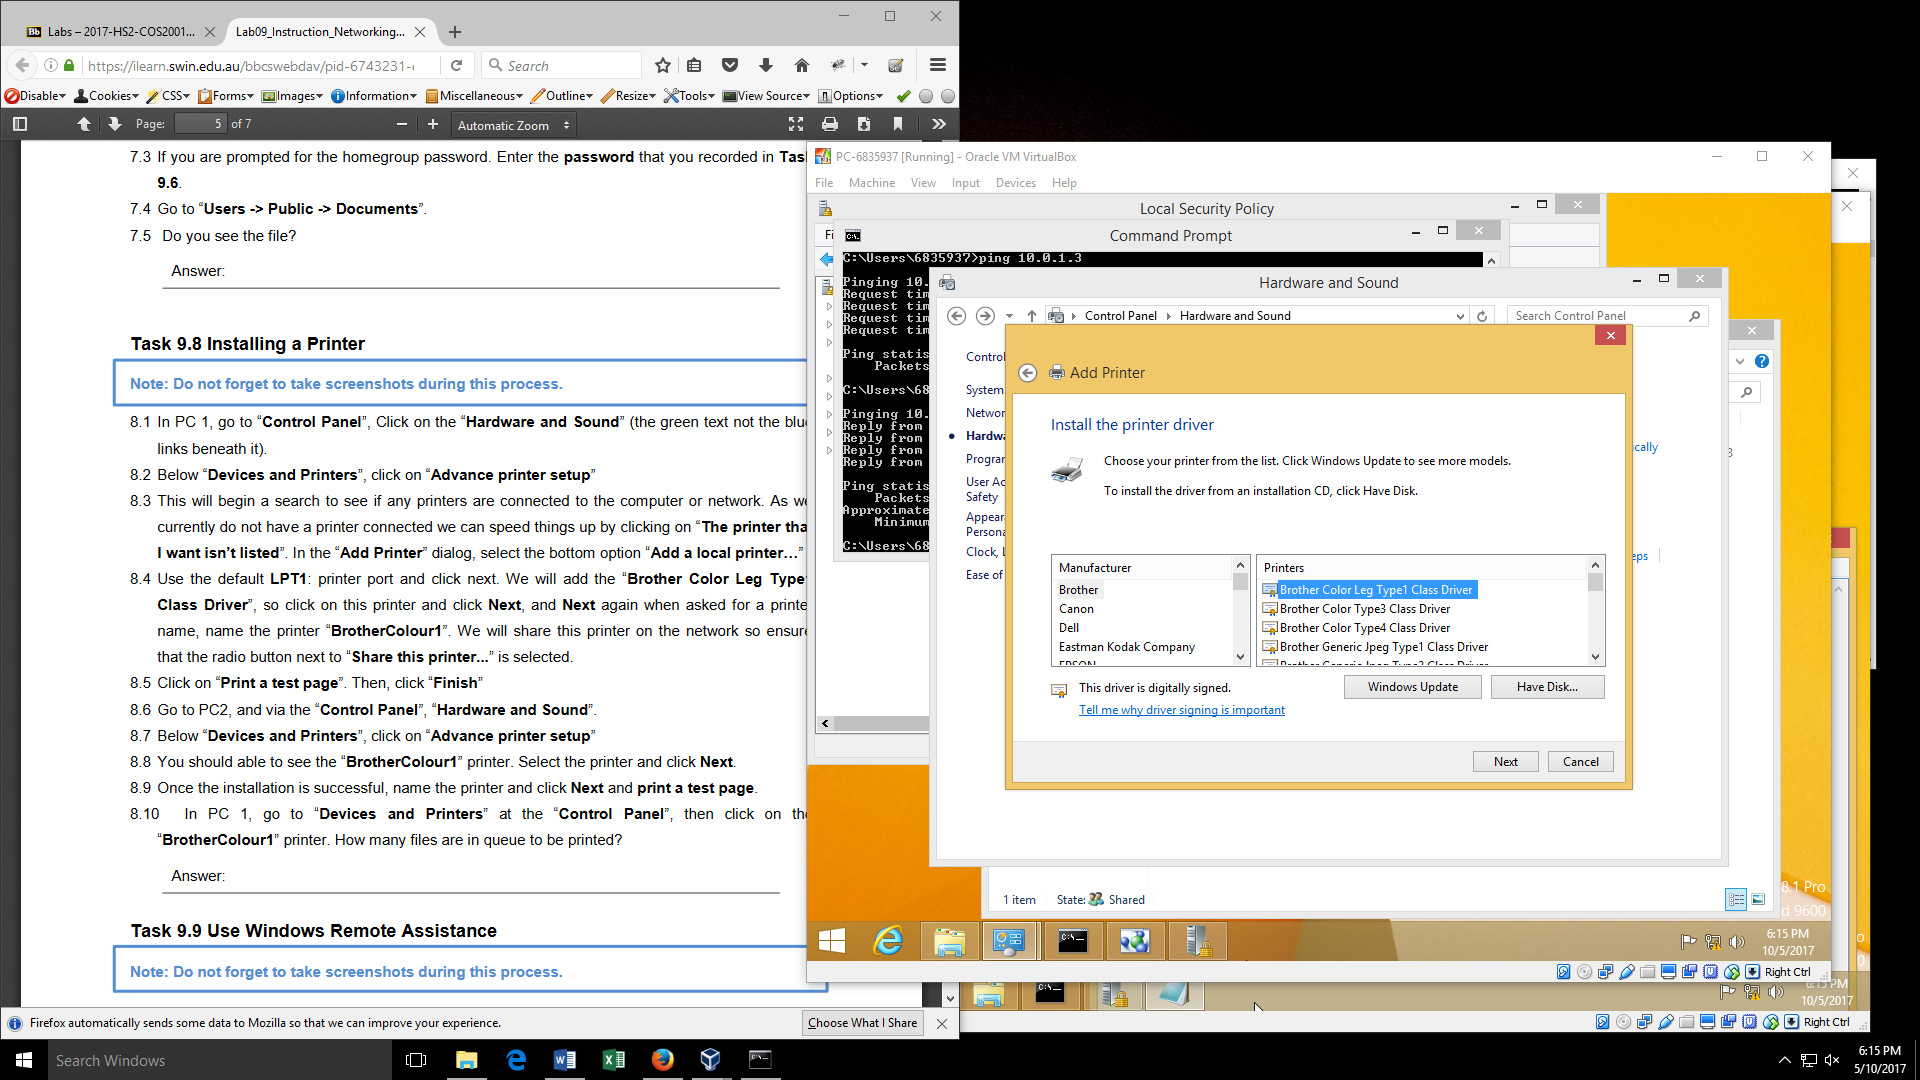 Labs – 2017-HS2-COS2001...
Lab09_Instruction_Networking...
https://ilearn.swin.edu.au/bbcswebdav/pid-6743231-
Search
Disable
Cookies
CSS
Forms
Images
Information
Miscellaneous
Outline
Resize
Tools
View Source
Options
Page: 5 of 7
Automatic Zoom
7.3 If you are prompted for the homegroup password. Enter the password that you recorded in
9.6.
7.4 Go to “Users -> Public -> Documents”.
7.5 Do you see the file?
Answer:
Task 9.8 Installing a Printer
Note: Do not forget to take screenshots during this process.
8.1 In PC 1, go to “Control Panel”, Click on the “Hardware and Sound” (the green text not the
links beneath it).
8.2 Below “Devices and Printers”, click on “Advance printer setup”
8.3 This will begin a search to see if any printers are connected to the computer or network. As
currently do not have a printer connected we can speed things up by clicking on “The printer
I want isn’t listed”. In the “Add Printer” dialog, select the bottom option “Add a local printer…”
8.4 Use the default LPT1: printer port and click next. We will add the “Brother Color Leg Type
Class Driver”, so click on this printer and click Next, and Next again when asked for a
name, name the printer “BrotherColour1”. We will share this printer on the network so ensure
that the radio button next to “Share this printer...” is selected.
8.5 Click on “Print a test page”. Then, click “Finish”
8.6 Go to PC2, and via the “Control Panel”, “Hardware and Sound”.
8.7 Below “Devices and Printers”, click on “Advance printer setup”
8.8 You should able to see the “BrotherColour1” printer. Select the printer and click Next.
8.9 Once the installation is successful, name the printer and click Next and print a test page.
8.10 In PC 1, go to “Devices and Printers” at the “Control Panel”, then click on
“BrotherColour1” printer. How many files are in queue to be printed?
Answer:
Task 9.9 Use Windows Remote Assistance
Note: Do not forget to take screenshots during this process.
Firefox automatically sends some data to Mozilla so that we can improve your experience.
Choose What I Share
PC-6835937 [Running] - Oracle VM VirtualBox
File Machine View Input Devices Help
Local Security Policy
Command Prompt
C:\Users\6835937>ping 10.0.1.3
Pinging 10.
Request tim
Request tim
Request tim
Request tim
Ping statis
Packets
C:\Users\68
Pinging 10.
Reply from
Reply from
Reply from
Reply from
Ping statis
Packets
Approximate
Minimum
C:\Users\68
Hardware and Sound
Control Panel Hardware and Sound
Search Control Panel
Control
System
Networ
Hardwa
Program
User Ac
Safety
Appeara
Persona
Clock, L
Ease of
Add Printer
Install the printer driver
Choose your printer from the list. Click Windows Update to see more models.
To install the driver from an installation CD, click Have Disk.
Manufacturer
Brother
Canon
Dell
Eastman Kodak Company
EPSON
Printers
Brother Color Leg Type1 Class Driver
Brother Color Type3 Class Driver
Brother Color Type4 Class Driver
Brother Generic Jpeg Type1 Class Driver
Brother Generic Jpeg Type2 Class Driver
This driver is digitally signed.
Tell me why driver signing is important
Windows Update
Have Disk...
Next
Cancel
ically
eps
1 item State: Shared
8.1 Pro
d 9600
6:15 PM
10/5/2017
Right Ctrl
6:15 PM
10/5/2017
Right Ctrl
Search Windows
6:15 PM
5/10/2017